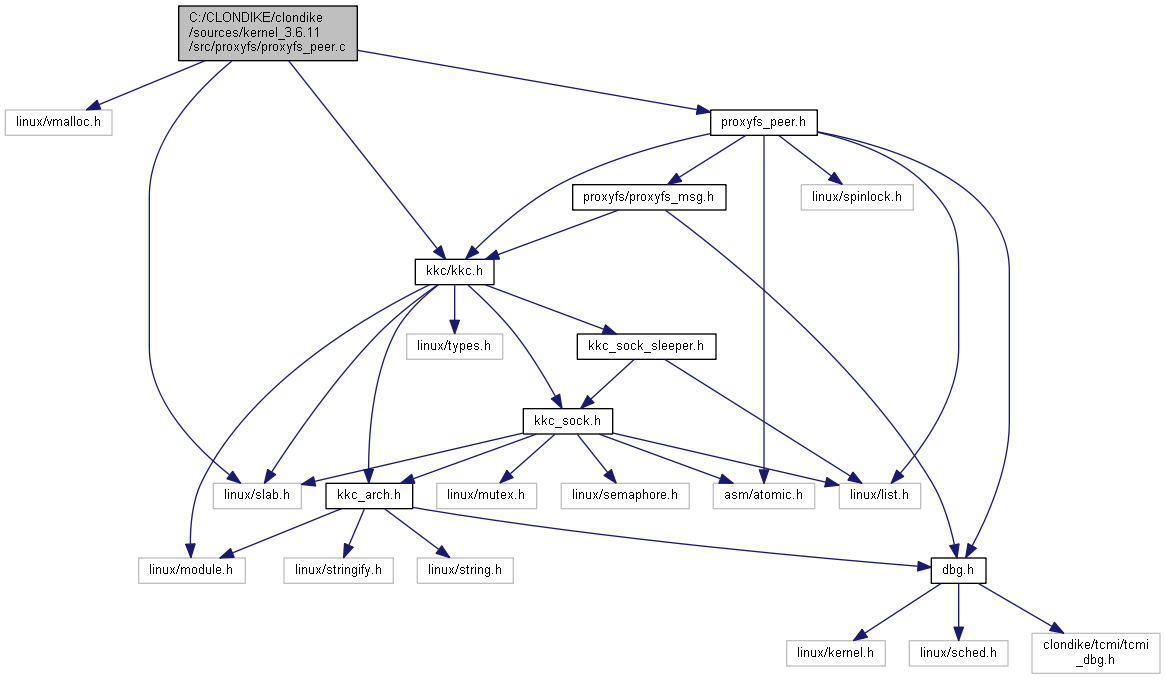 C:/CLONDIKE/clondike
/sources/kernel_3.6.11
/src/proxyfs/proxyfs_peer.c
linux/vmalloc.h
proxyfs_peer.h
proxyfs/proxyfs_msg.h
linux/spinlock.h
kkc/kkc.h
linux/types.h
kkc_sock_sleeper.h
kkc_sock.h
linux/slab.h
kkc_arch.h
linux/mutex.h
linux/semaphore.h
asm/atomic.h
linux/list.h
linux/module.h
linux/stringify.h
linux/string.h
dbg.h
linux/kernel.h
linux/sched.h
clondike/tcmi/tcmi
_dbg.h